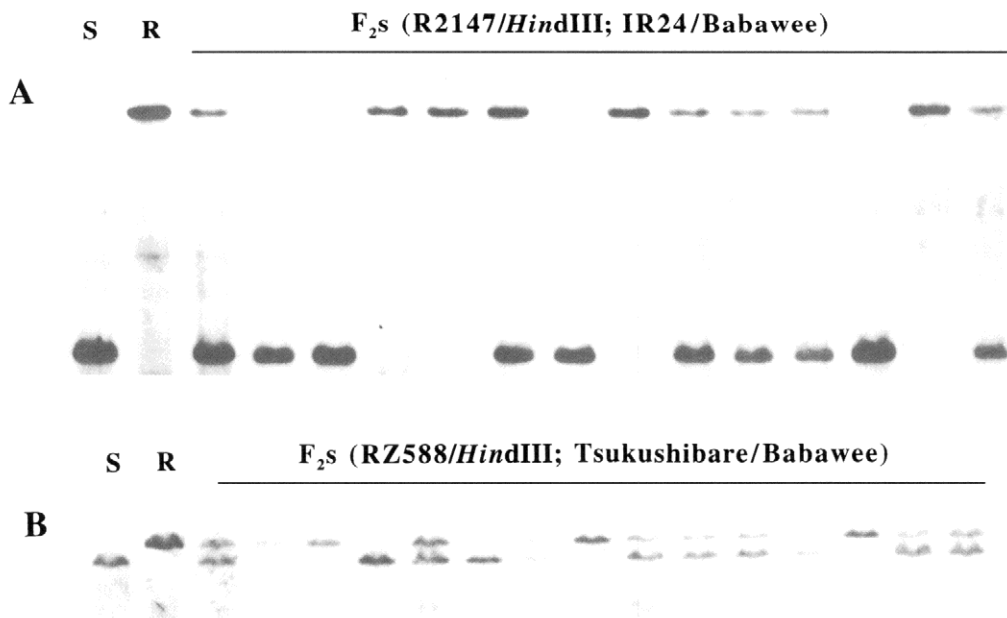 S R F₂s (R2147/HindIII; IR24/Babawee)
A
S R F₂s (RZ588/HindIII; Tsukushibare/Babawee)
B